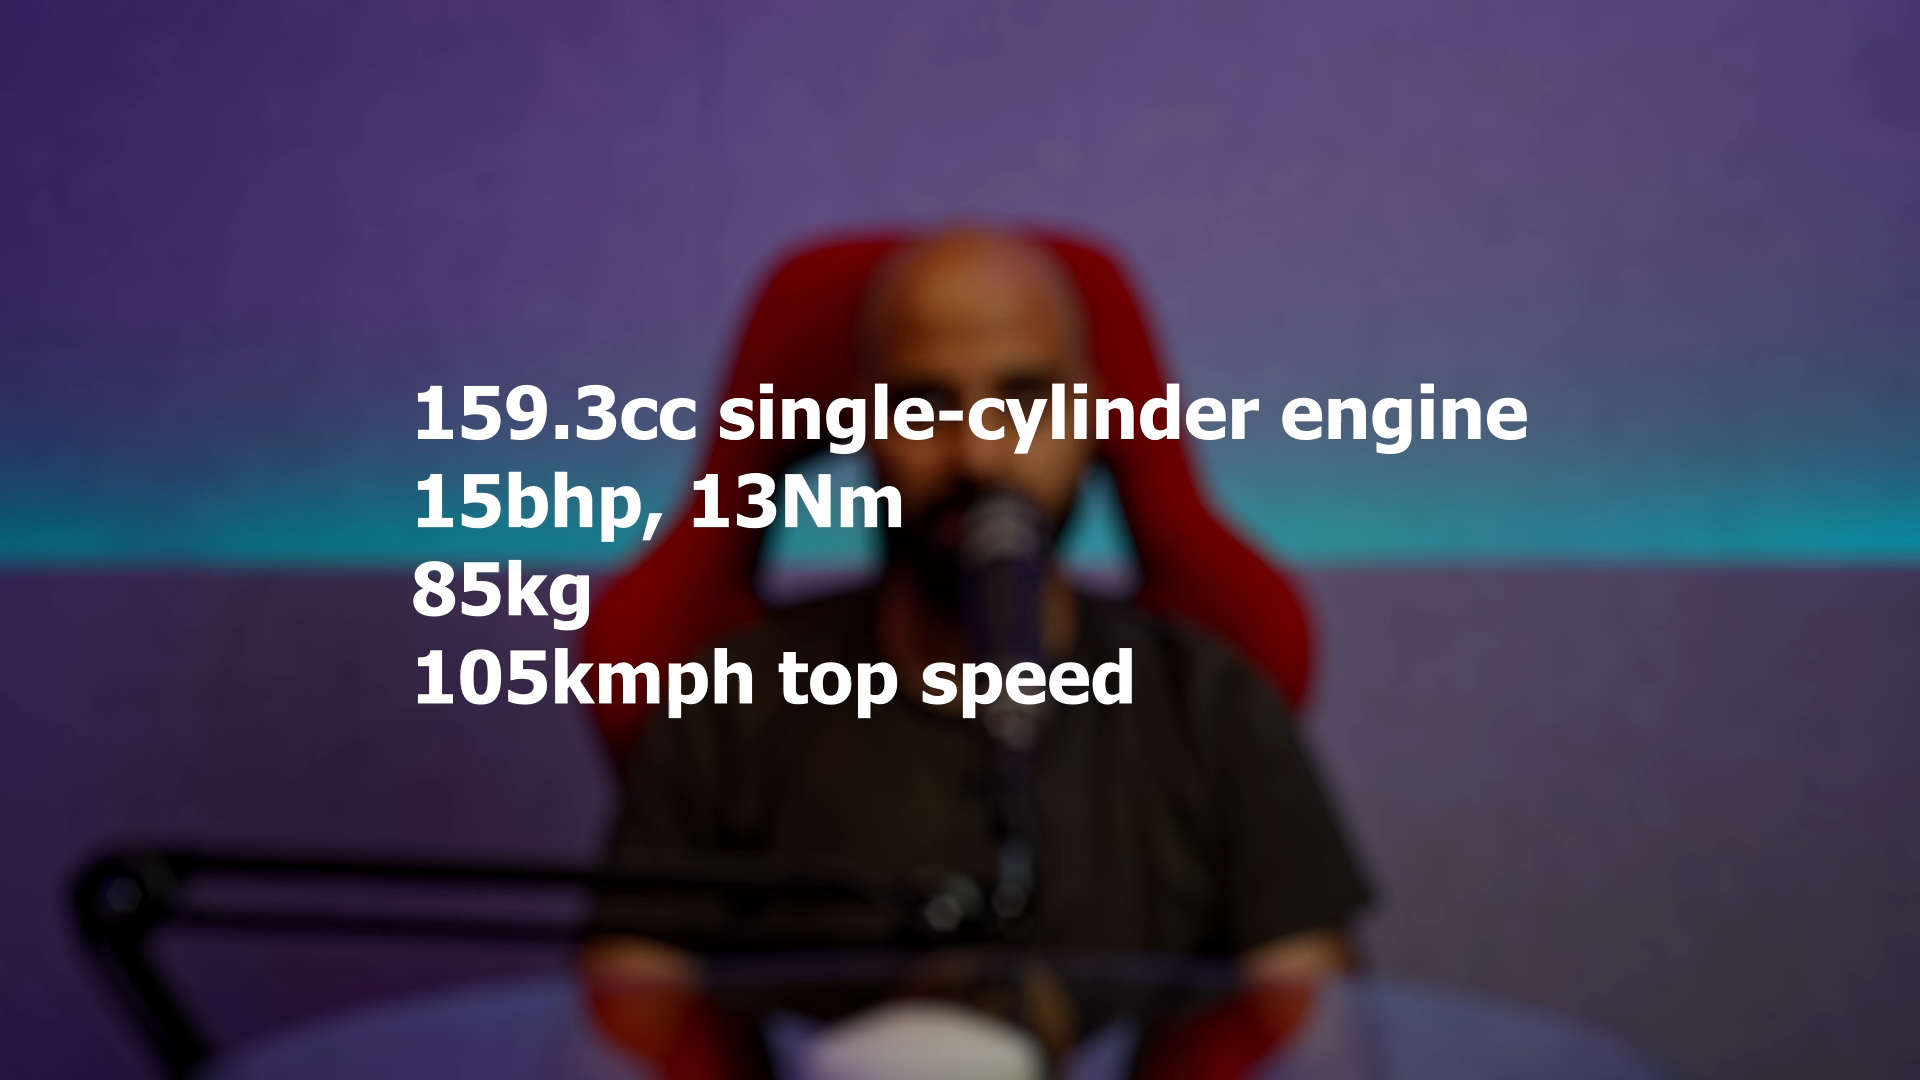 159.3cc single-cylinder engine
15bhp, 13Nm
85kg
105kmph top speed